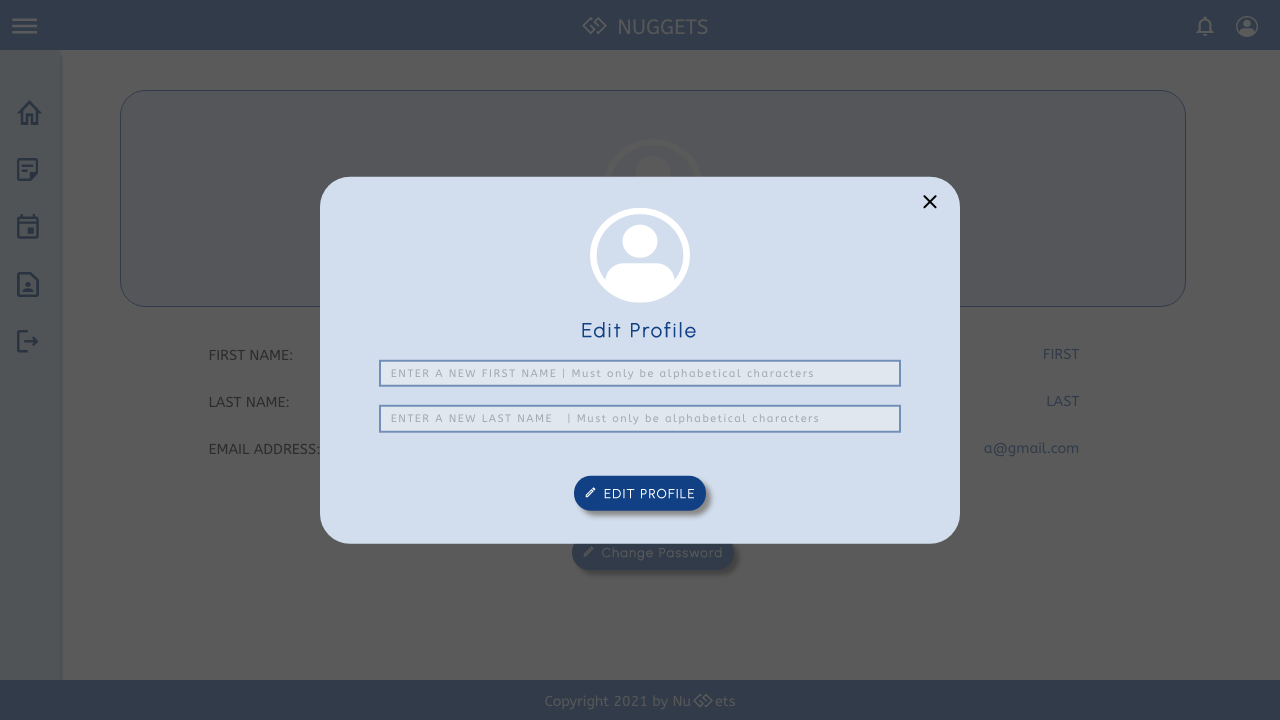 NUGGETS
Edit Profile
ENTER A NEW FIRST NAME | Must only be alphabetical characters
ENTER A NEW LAST NAME | Must only be alphabetical characters
EDIT PROFILE
FIRST NAME: FIRST
LAST NAME: LAST
EMAIL ADDRESS: a@gmail.com
Change Password
Copyright 2021 by Nu ets